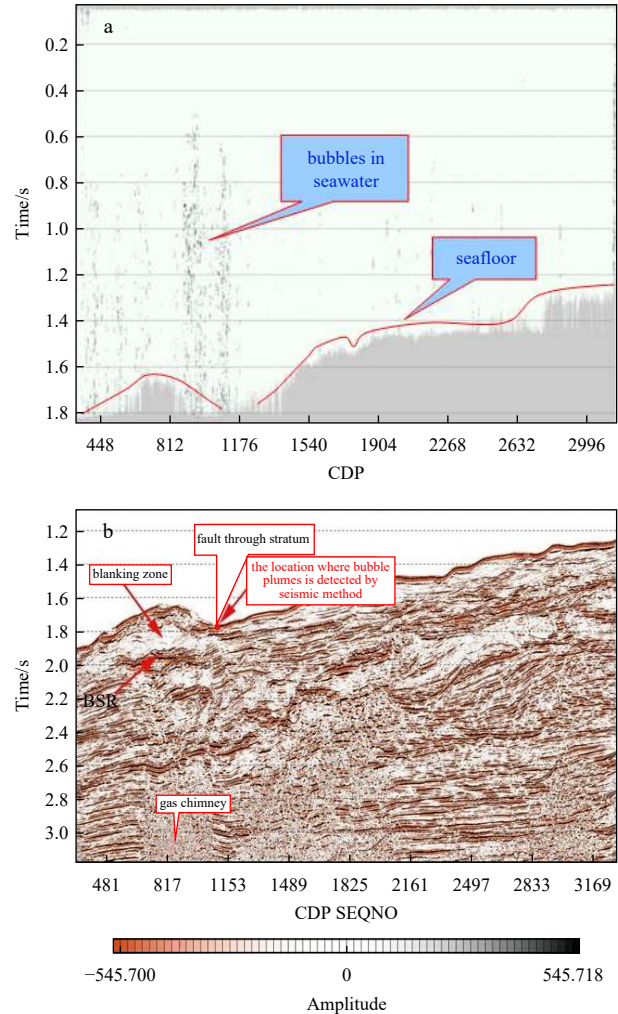 a
0.2
0.4
0.6
0.8
1.0
1.2
1.4
1.6
1.8
Time/s
bubbles in
seawater
seafloor
448 812 1176 1540 1904 2268 2632 2996
CDP
b
1.2
1.4
1.6
1.8
2.0
2.2
2.4
2.6
2.8
3.0
Time/s
fault through stratum
the location where bubble
plumes is detected by
seismic method
blanking zone
BSR
gas chimney
481 817 1153 1489 1825 2161 2497 2833 3169
CDP SEQNO
−545.700 0 545.718
Amplitude